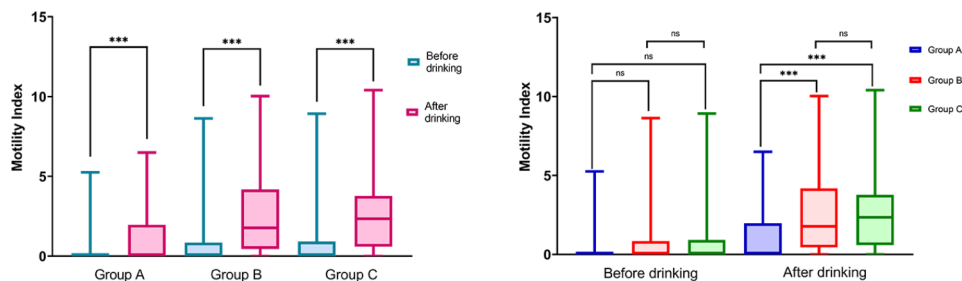 15
10
5
0
Motility Index
***
***
***
Before
drinking
After
drinking
Group A
Group B
Group C
15
10
5
0
Motility Index
ns
ns
ns
ns
***
***
Group A
Group B
Group C
Before drinking
After drinking